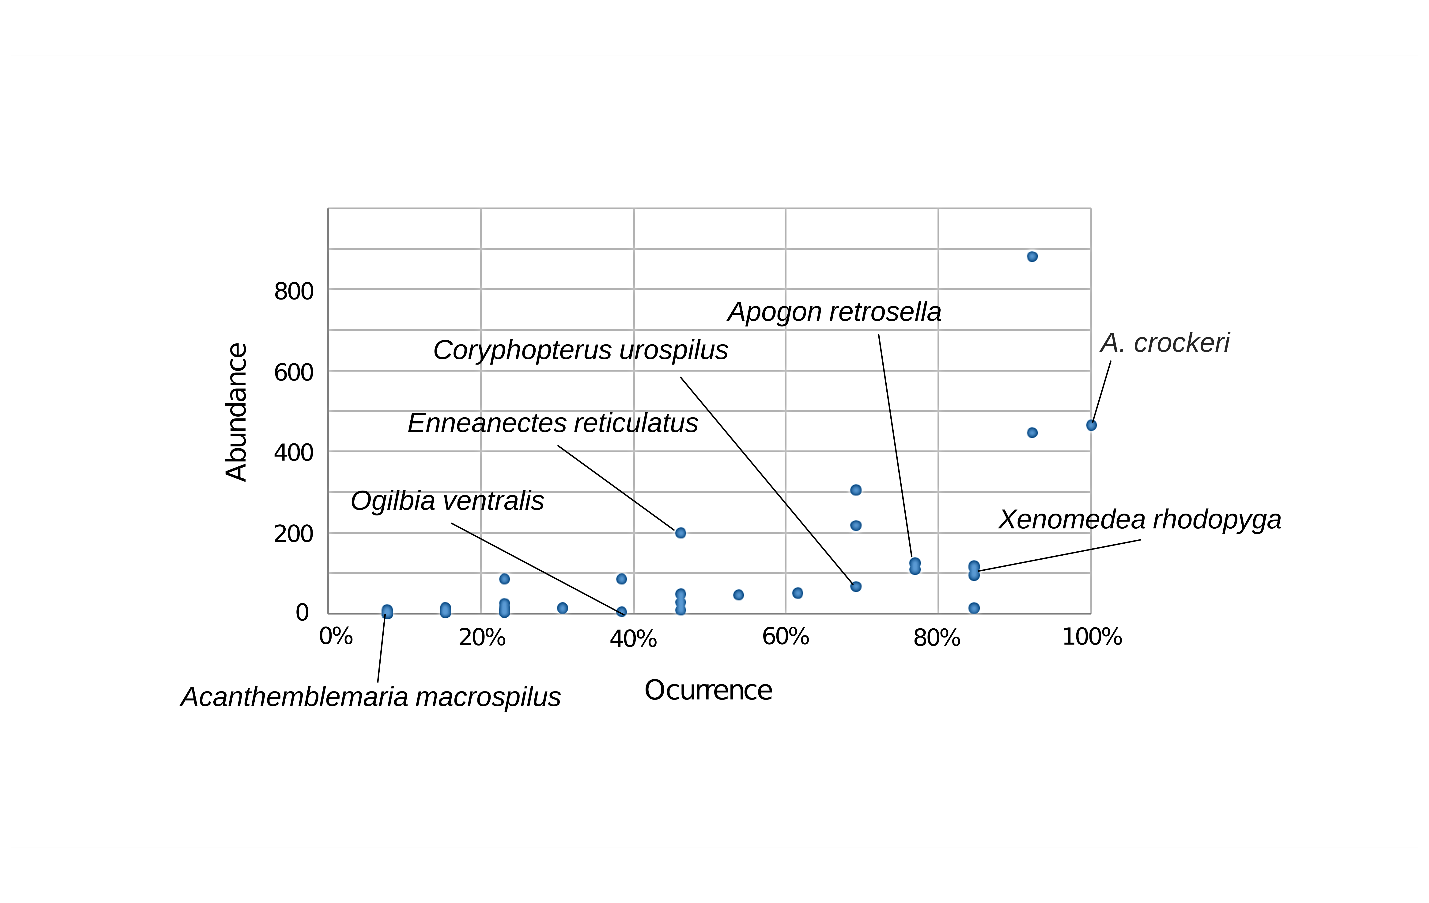 800
600
400
200
0
Abundance
Apogon retrosella
A. crockeri
Coryphopterus urospilus
Enneanectes reticulatus
Ogilbia ventralis
Xenomedea rhodopyga
0% 20% 40% 60% 80% 100%
Acanthemblemaria macrospilus
Ocurrence